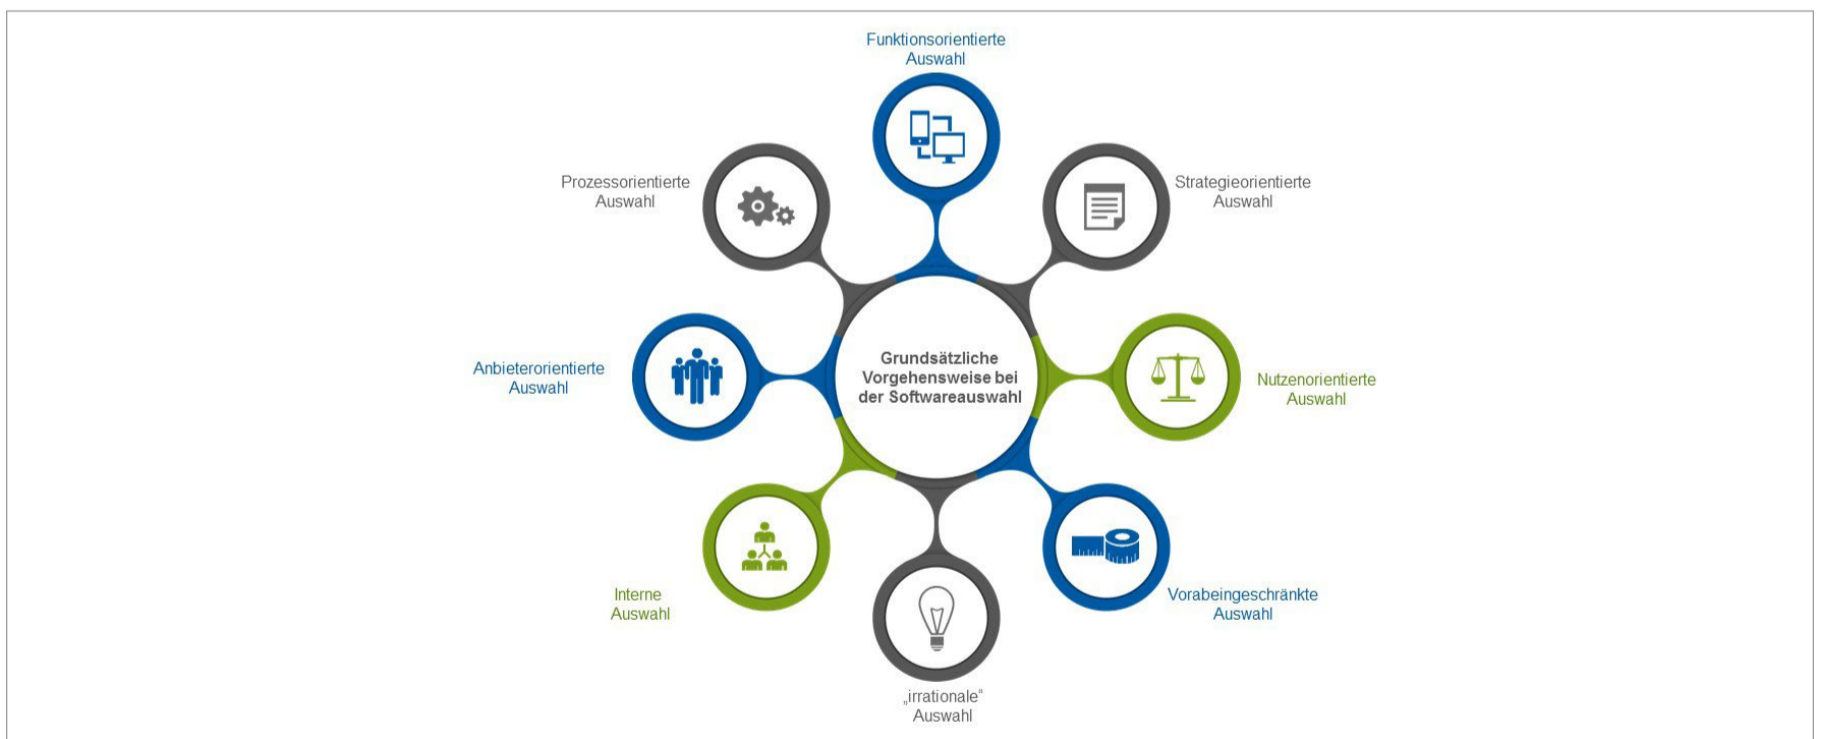 Funktionsorientierte
Auswahl
Prozessorientierte
Auswahl
Strategieorientierte
Auswahl
Anbieterorientierte
Auswahl
Grundsätzliche
Vorgehensweise bei
der Softwareauswahl
Nutzenorientierte
Auswahl
Interne
Auswahl
Vorabeingeschränkte
Auswahl
„irrationale“
Auswahl